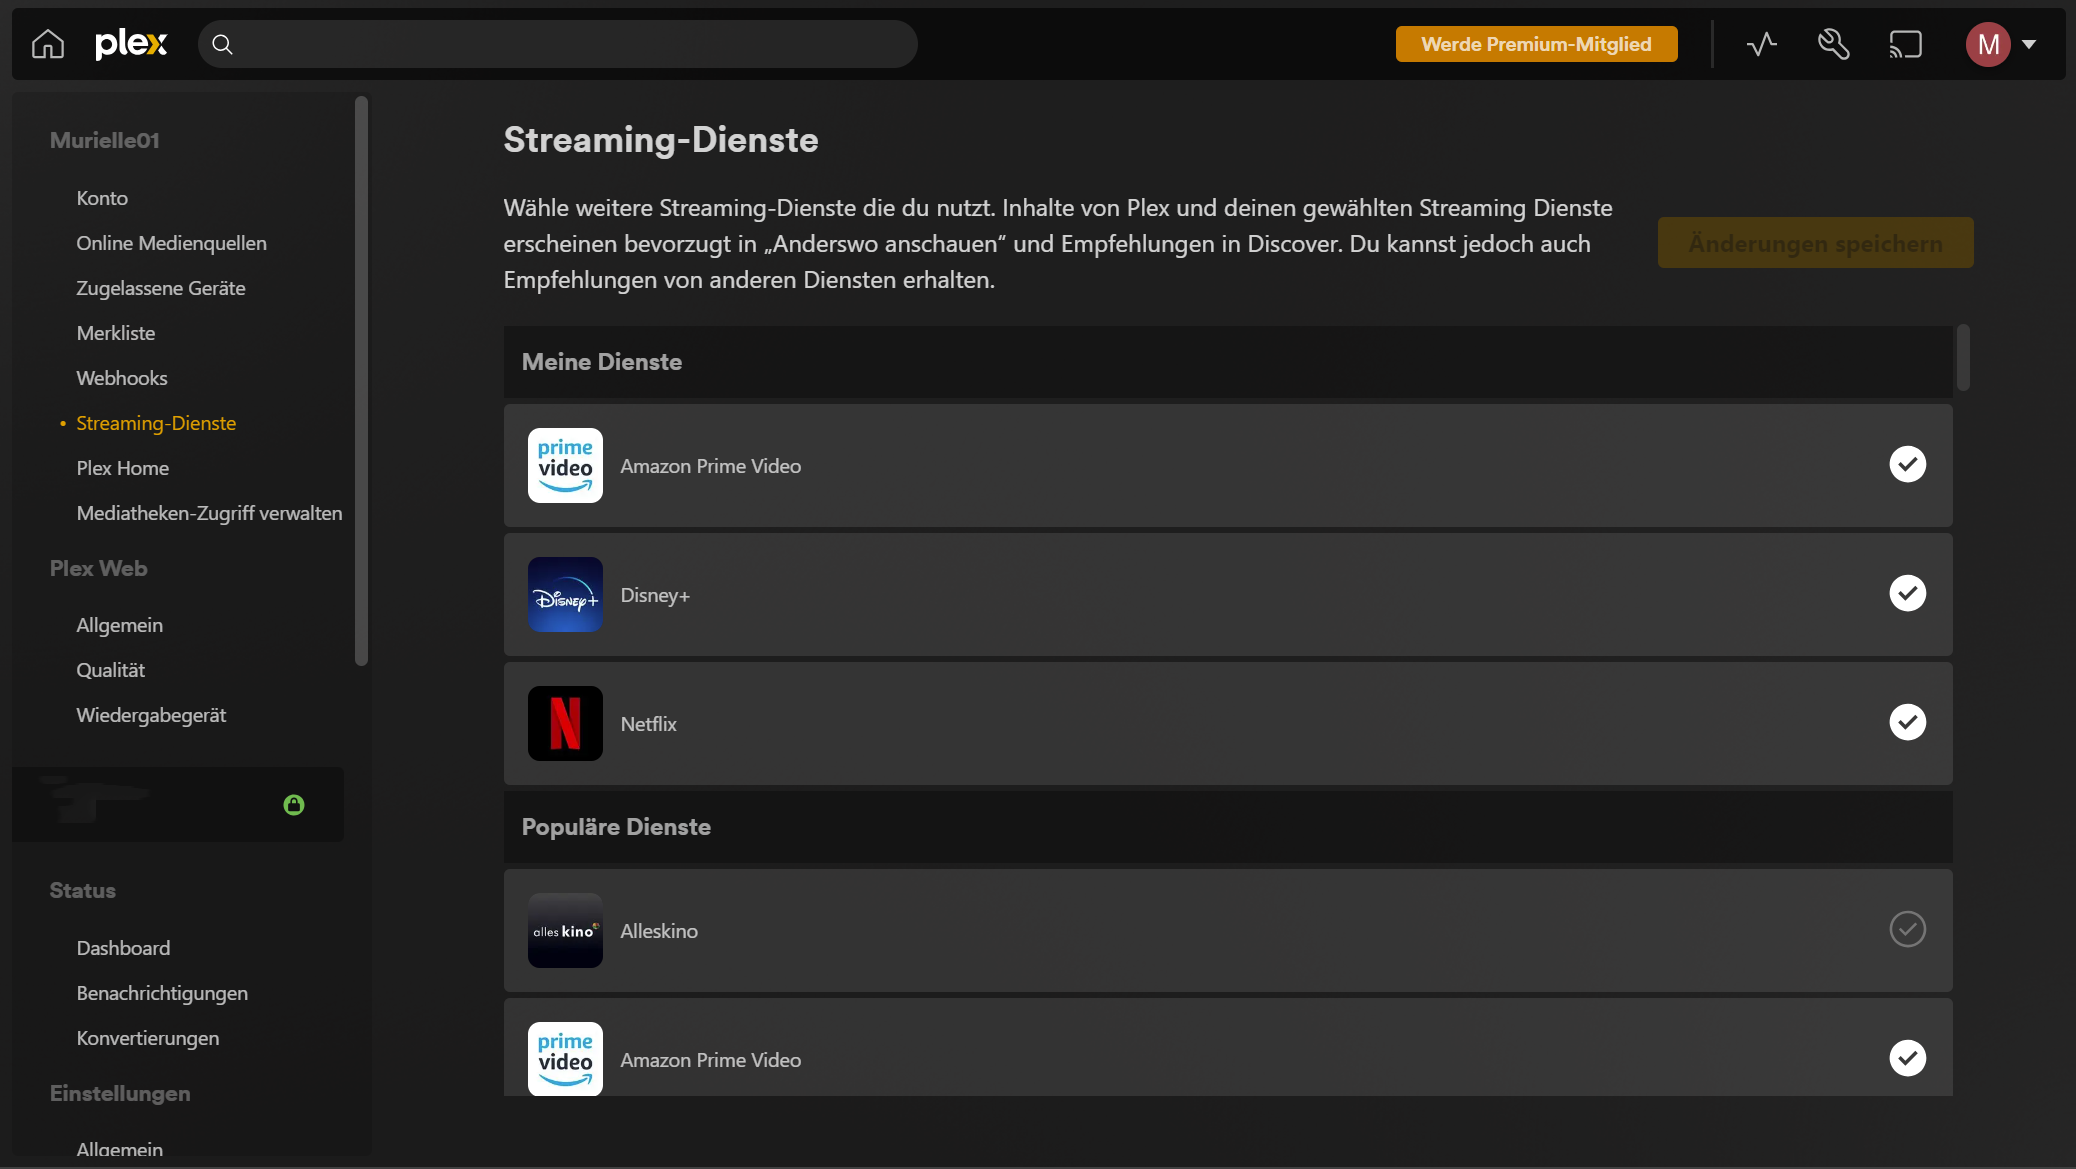 plex
Werde Premium-Mitglied
M
Murielle01
Konto
Online Medienquellen
Zugelassene Geräte
Merkliste
Webhooks
• Streaming-Dienste
Plex Home
Mediatheken-Zugriff verwalten
Plex Web
Allgemein
Qualität
Wiedergabegerät
Status
Dashboard
Benachrichtigungen
Konvertierungen
Einstellungen
Allgemein
Streaming-Dienste
Wähle weitere Streaming-Dienste die du nutzt. Inhalte von Plex und deinen gewählten Streaming Dienste
erscheinen bevorzugt in „Anderswo anschauen“ und Empfehlungen in Discover. Du kannst jedoch auch
Empfehlungen von anderen Diensten erhalten.
Änderungen speichern
Meine Dienste
prime
video
Amazon Prime Video
Disney+
Disney+
N
Netflix
Populäre Dienste
alles kino
Alleskino
prime
video
Amazon Prime Video